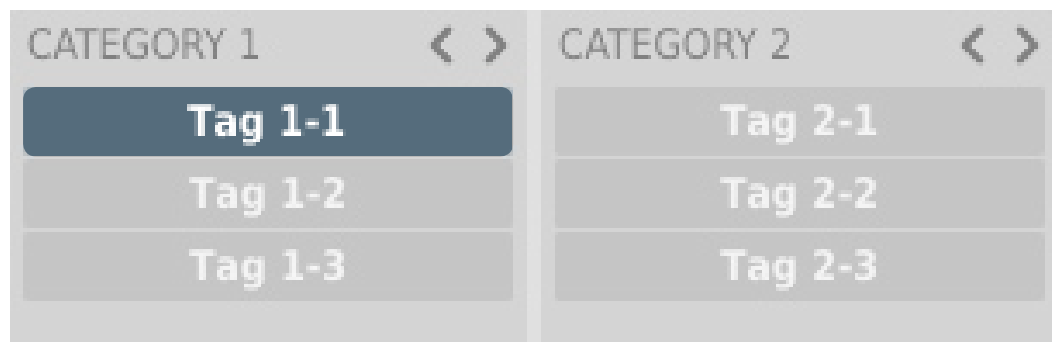 CATEGORY 1
Tag 1-1
Tag 1-2
Tag 1-3
CATEGORY 2
Tag 2-1
Tag 2-2
Tag 2-3